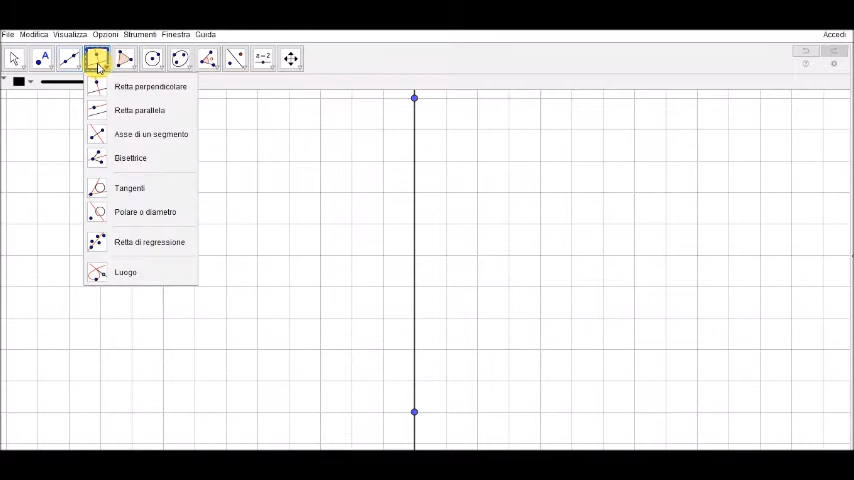 File Modifica Visualizza Opzioni Strumenti Finestra Guida Accedi
A a=2
Retta perpendicolare
Retta parallela
Asse di un segmento
Bisettrice
Tangenti
Polare o diametro
Retta di regressione
Luogo